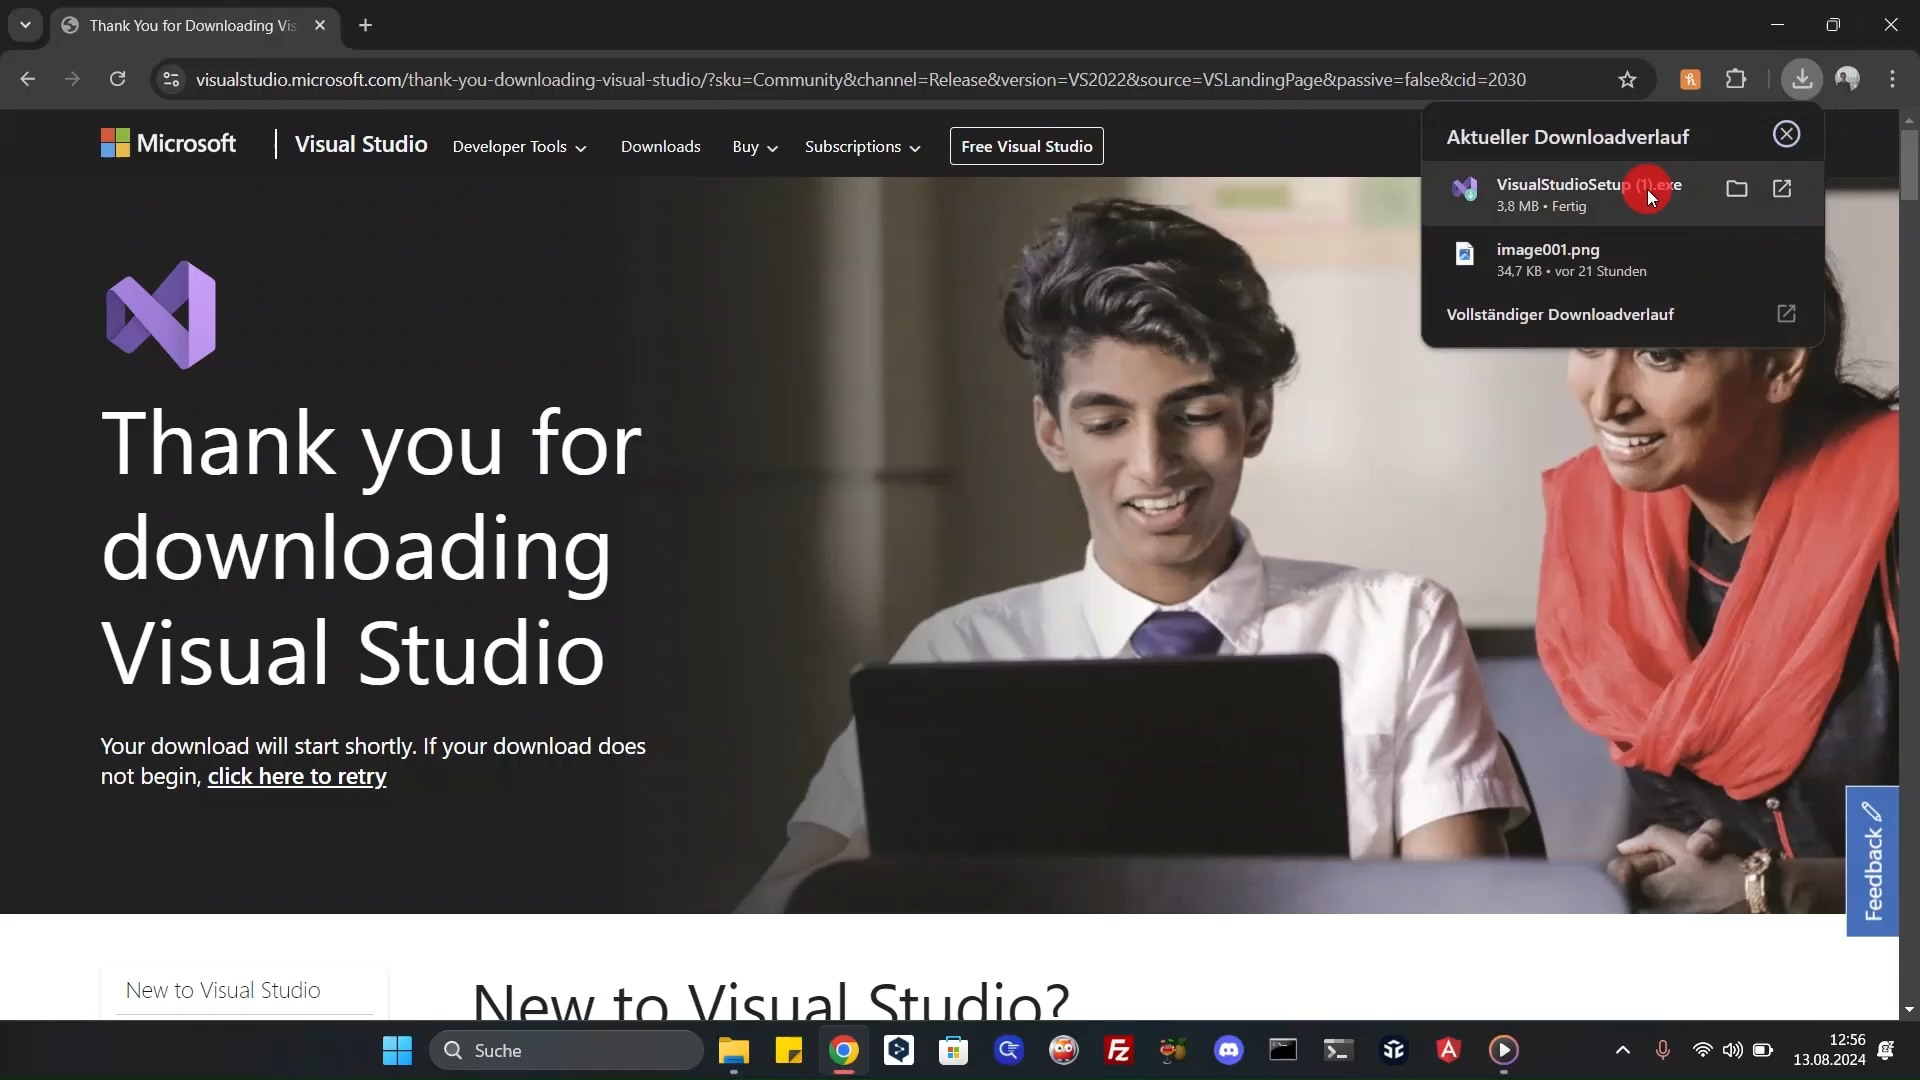 Thank You for Downloading Vis
visualstudio.microsoft.com/thank-you-downloading-visual-studio/?sku=Community&channel=Release&version=VS2022&source=VSLandingPage&passive=false&cid=2030
Microsoft
Visual Studio
Developer Tools
Downloads
Buy
Subscriptions
Free Visual Studio
Aktueller Downloadverlauf
VisualStudioSetup (1).exe
3,8 MB • Fertig
image001.png
34,7 KB • vor 21 Stunden
Vollständiger Downloadverlauf
Thank you for
downloading
Visual Studio
Your download will start shortly. If your download does
not begin, click here to retry
Feedback
New to Visual Studio
New to Visual Studio?
Suche
12:56
13.08.2024